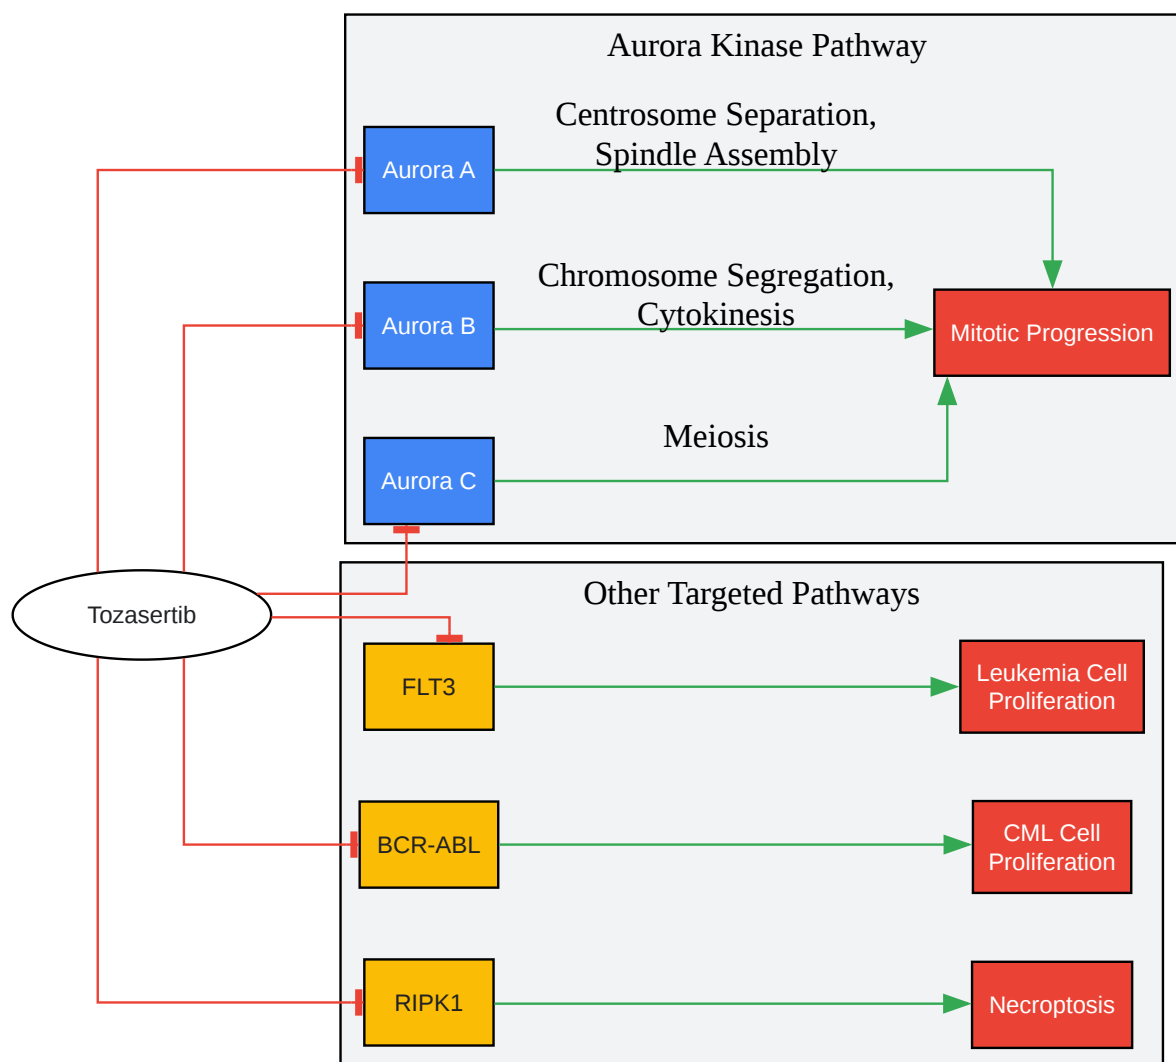 Aurora Kinase Pathway
Centrosome Separation,
Spindle Assembly
Aurora A
Chromosome Segregation,
Cytokinesis
Aurora B
Mitotic Progression
Meiosis
Aurora C
Tozasertib
Other Targeted Pathways
FLT3
Leukemia Cell
Proliferation
BCR-ABL
CML Cell
Proliferation
RIPK1
Necroptosis